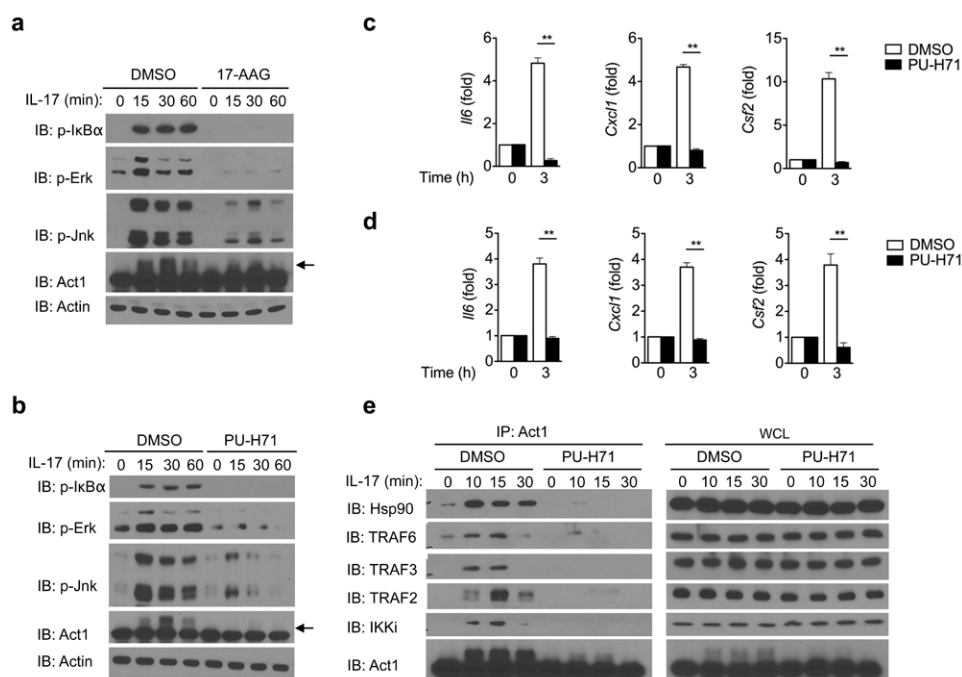 a
DMSO 17-AAG
IL-17 (min): 0 15 30 60 0 15 30 60
IB: p-IκBα
IB: p-Erk
IB: p-Jnk
IB: Act1
IB: Actin
b
DMSO PU-H71
IL-17 (min): 0 15 30 60 0 15 30 60
IB: p-IκBα
IB: p-Erk
IB: p-Jnk
IB: Act1
IB: Actin
c
Il6 (fold)
6
4
2
0
**
Time (h) 0 3
Cxcl1 (fold)
6
4
2
0
**
0 3
Csf2 (fold)
15
10
5
0
**
0 3
DMSO
PU-H71
d
Il6 (fold)
5
4
3
2
1
0
**
Time (h) 0 3
Cxcl1 (fold)
5
4
3
2
1
0
**
0 3
Csf2 (fold)
5
4
3
2
1
0
**
0 3
DMSO
PU-H71
e
IP: Act1 WCL
DMSO PU-H71 DMSO PU-H71
IL-17 (min): 0 10 15 30 0 10 15 30 0 10 15 30 0 10 15 30
IB: Hsp90
IB: TRAF6
IB: TRAF3
IB: TRAF2
IB: IKKi
IB: Act1